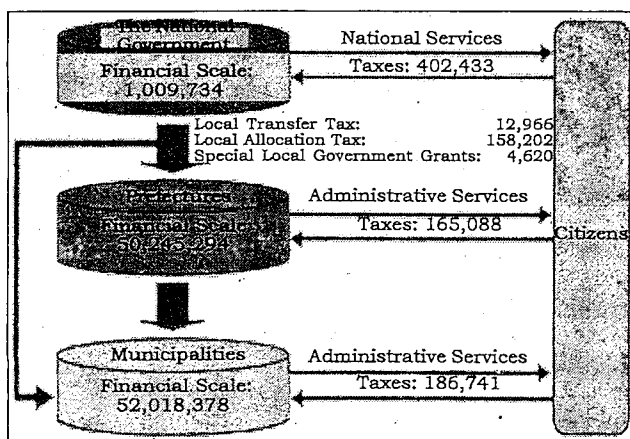 The National
Government
Financial Scale:
1,009,734
National Services
Taxes: 402,433
Local Transfer Tax: 12,966
Local Allocation Tax: 158,202
Special Local Government Grants: 4,620
Prefectures
Financial Scale:
Administrative Services
Taxes: 165,088
Citizens
Municipalities
Financial Scale:
52,018,378
Administrative Services
Taxes: 186,741